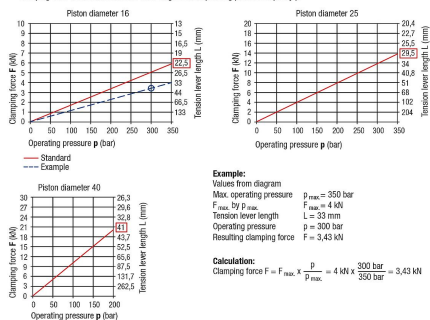 Piston diameter 16
Clamping force F (kN)
10
9
8
7
6
5
4
3
2
1
0
13
15
16,5
19
22,5
26,5
33
44
66,5
133
Tension lever length L (mm)
0 50 100 150 200 250 300 350
Operating pressure p (bar)
Standard
Example
Piston diameter 25
Clamping force F (kN)
20
18
16
14
12
10
8
6
4
2
0
20,4
22,7
25,5
29,5
34
40,8
51
68
102
204
Tension lever length L (mm)
0 50 100 150 200 250 300 350
Operating pressure p (bar)
Piston diameter 40
Clamping force F (kN)
30
27
24
21
18
15
12
9
6
3
0
26,3
29,6
32,8
41
43,7
52,5
65,6
87,5
131,7
262,5
Tension lever length L (mm)
0 50 100 150 200
Operating pressure p (bar)
Example:
Values from diagram
Max. operating pressure p max. = 350 bar
F max. by p max. F max. = 4 kN
Tension lever length L = 33 mm
Operating pressure p = 300 bar
Resulting clamping force F = 3,43 kN
Calculation:
Clamping force F = F max. x p / p max. = 4 kN x 300 bar / 350 bar = 3,43 kN